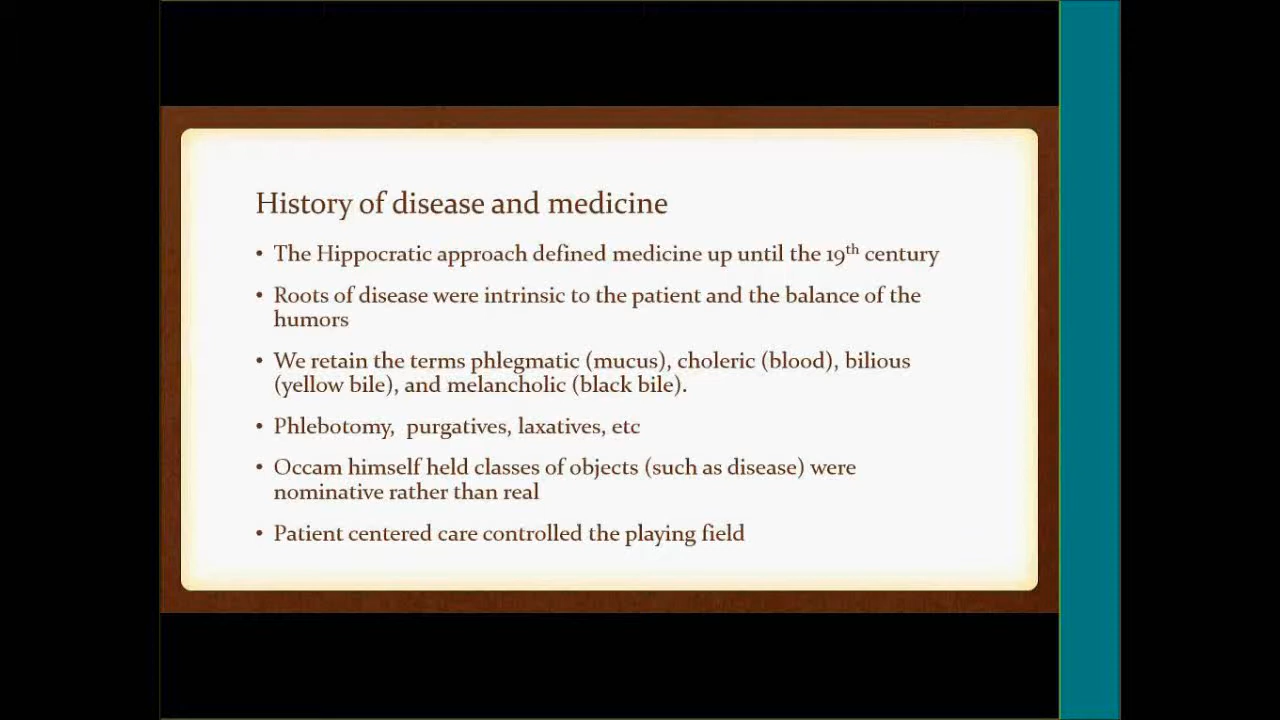 History of disease and medicine
• The Hippocratic approach defined medicine up until the 19th century
• Roots of disease were intrinsic to the patient and the balance of the
humors
• We retain the terms phlegmatic (mucus), choleric (blood), bilious
(yellow bile), and melancholic (black bile).
• Phlebotomy,  purgatives, laxatives, etc
• Occam himself held classes of objects (such as disease) were
nominative rather than real
• Patient centered care controlled the playing field